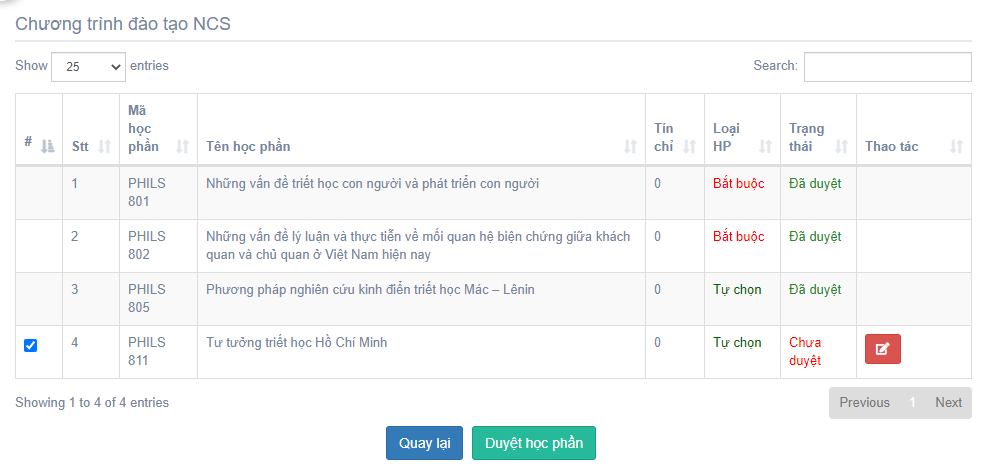 Chương trình đào tạo NCS
Show 25 entries
Search:
# Stt Mã học phần Tên học phần Tín chỉ Loại HP Trạng thái Thao tác
1 PHILS 801 Những vấn đề triết học con người và phát triển con người 0 Bắt buộc Đã duyệt
2 PHILS 802 Những vấn đề lý luận và thực tiễn về mối quan hệ biện chứng giữa khách quan và chủ quan ở Việt Nam hiện nay 0 Bắt buộc Đã duyệt
3 PHILS 805 Phương pháp nghiên cứu kinh điển triết học Mác – Lênin 0 Tự chọn Đã duyệt
4 PHILS 811 Tư tưởng triết học Hồ Chí Minh 0 Tự chọn Chưa duyệt
Showing 1 to 4 of 4 entries
Previous 1 Next
Quay lại Duyệt học phần